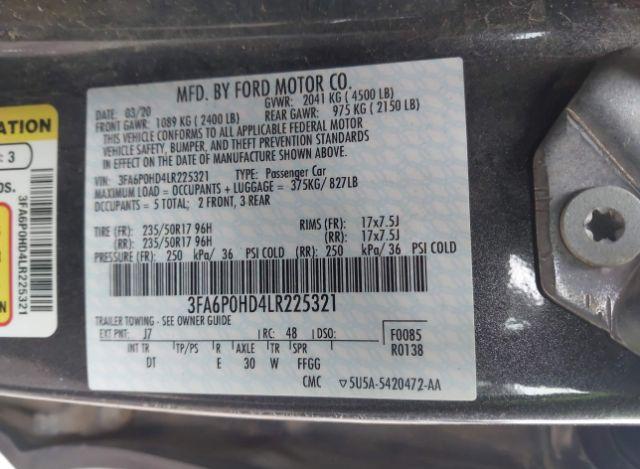 MFD. BY FORD MOTOR CO.
DATE: 03/20 GVWR: 2041 KG ( 4500 LB)
FRONT GAWR: 1089 KG ( 2400 LB) REAR GAWR: 975 KG ( 2150 LB)
THIS VEHICLE CONFORMS TO ALL APPLICABLE FEDERAL MOTOR
VEHICLE SAFETY, BUMPER, AND THEFT PREVENTION STANDARDS
IN EFFECT ON THE DATE OF MANUFACTURE SHOWN ABOVE.
VIN: 3FA6P0HD4LR225321 TYPE: Passenger Car
MAXIMUM LOAD = OCCUPANTS + LUGGAGE = 375KG/ 827LB
OCCUPANTS = 5 TOTAL; 2 FRONT, 3 REAR
TIRE (FR): 235/50R17 96H RIMS (FR): 17x7.5J
(RR): 235/50R17 96H (RR): 17x7.5J
PRESSURE (FR): 250 kPa/ 36 PSI COLD (RR): 250 kPa/ 36 PSI COLD
3FA6P0HD4LR225321
TRAILER TOWING - SEE OWNER GUIDE
EXT PNT: J7 RC: 48 DSO: F0085
INT TR TP/PS R AXLE TR SPR R0138
DT E 30 W FFGG
CMC ▽5U5A-5420472-AA
ATION
: 3
DS.
3FA6P0HD4LR225321